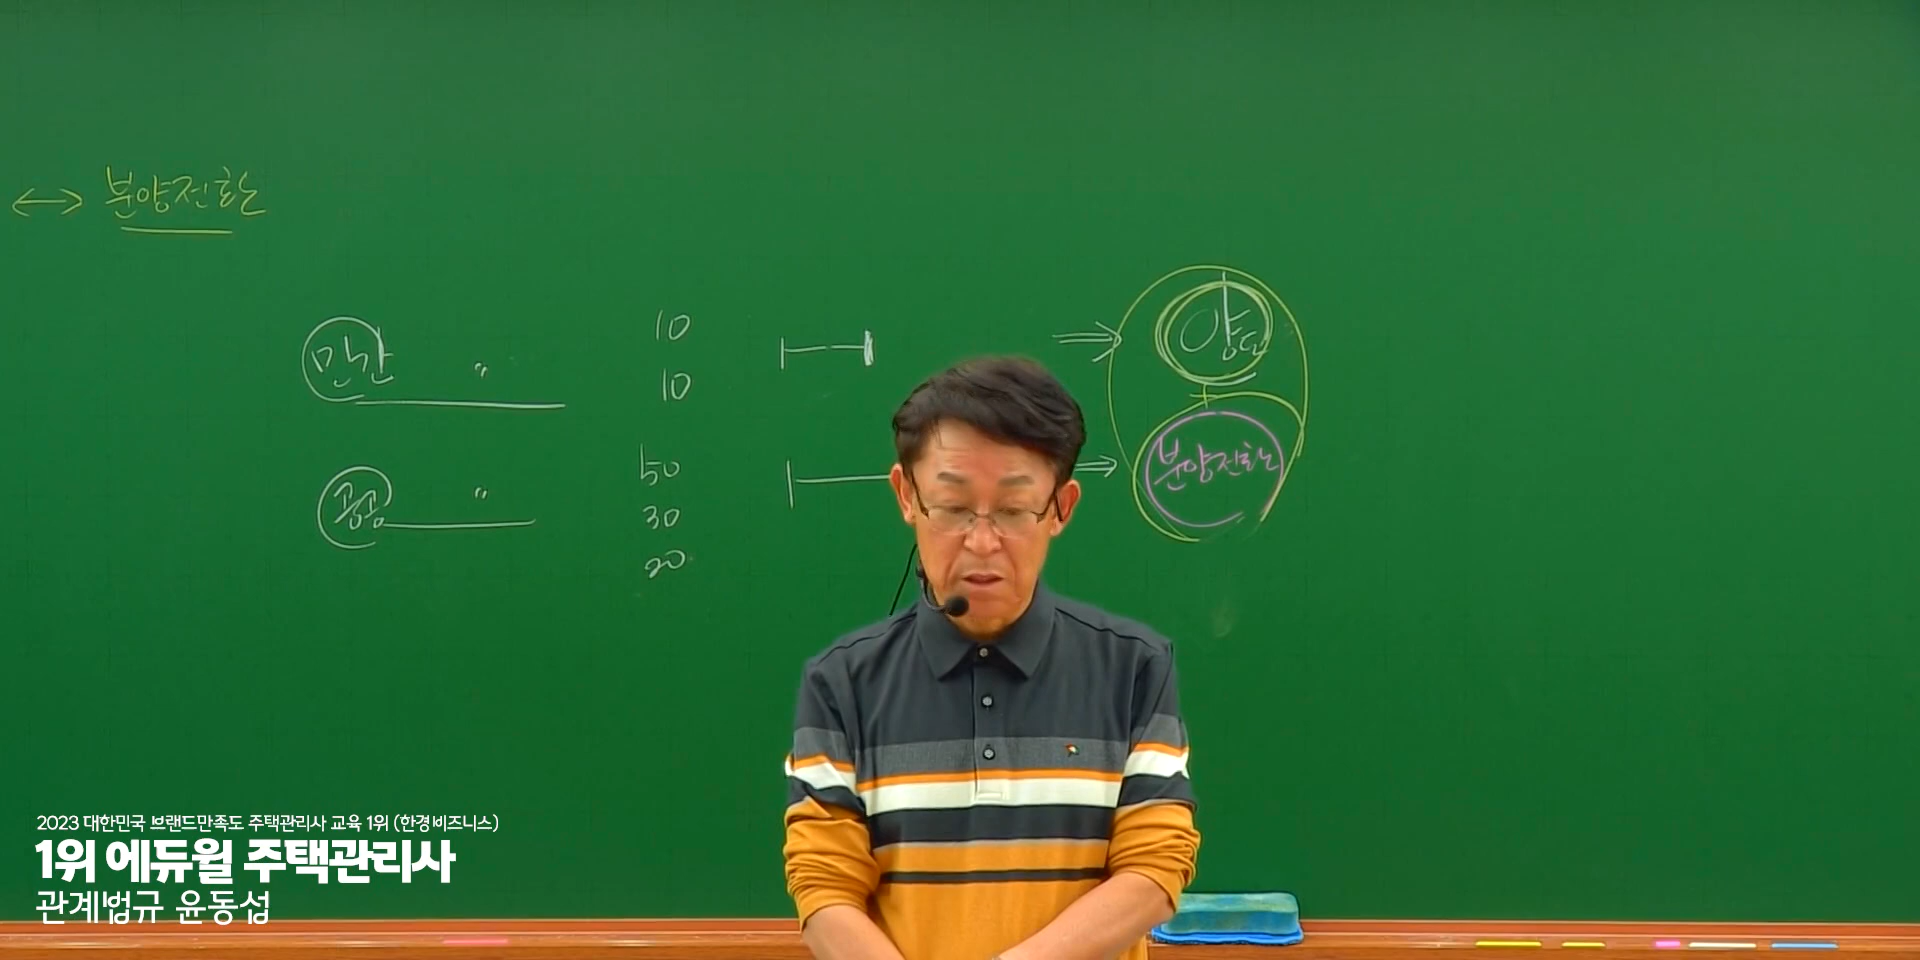 ↔ 분양전환
민간 〃 10 ⇒ 양도
10
공공 〃 50 ⇒ 분양전환
30
20
2023 대한민국 브랜드만족도 주택관리사 교육 1위 (한경비즈니스)
1위 에듀윌 주택관리사
관계법규 윤동섭